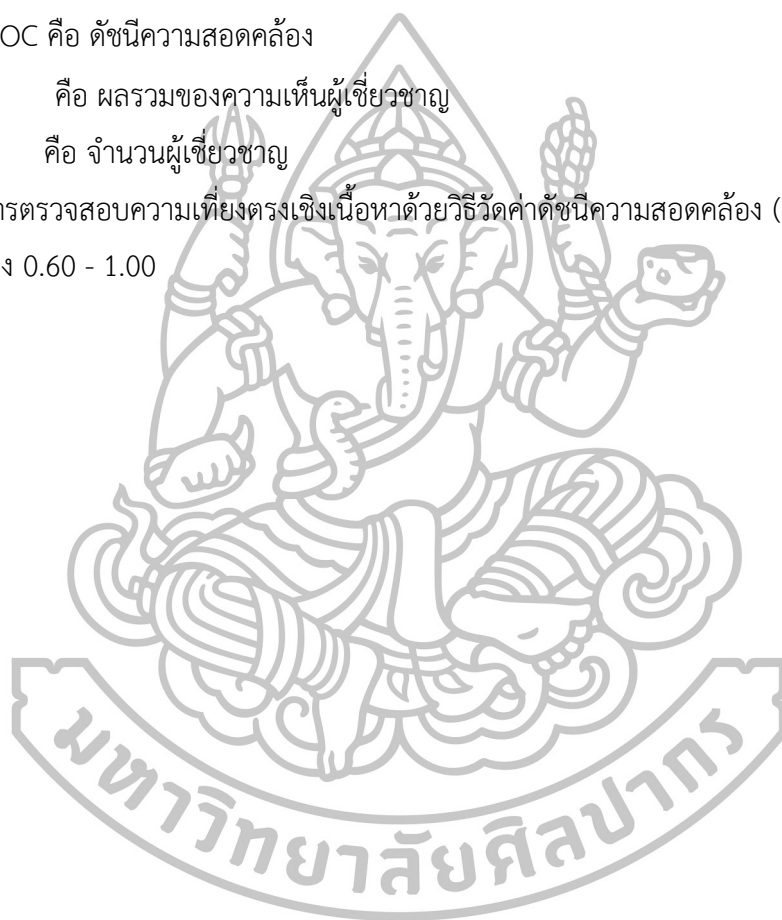 OC คือ ดัชนีความสอดคล้อง
คือ ผลรวมของความเห็นผู้เชี่ยวชาญ
คือ จำนวนผู้เชี่ยวชาญ
ารตรวจสอบความเที่ยงตรงเชิงเนื้อหาด้วยวิธีวัดค่าดัชนีความสอดคล้อง (
ง 0.60 - 1.00
มหาวิทยาลัยศิลปากร